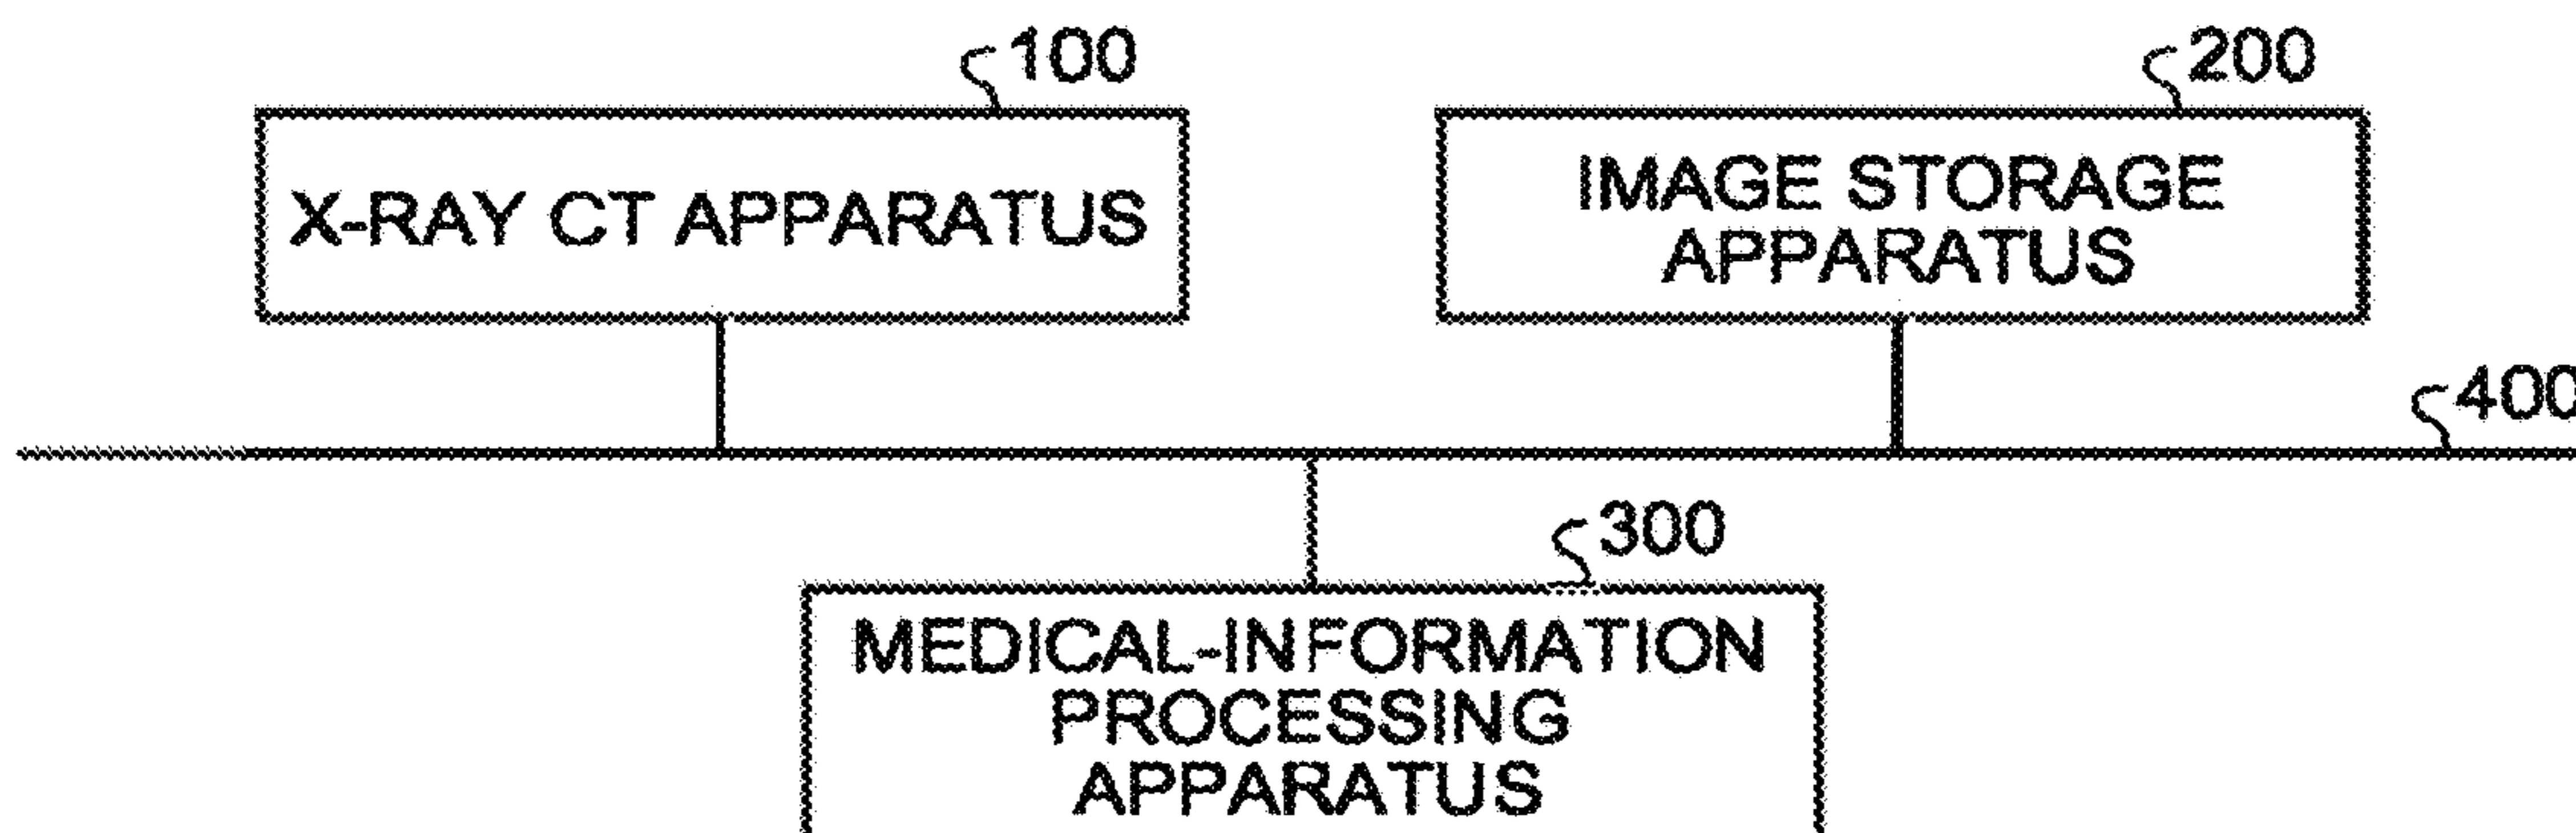 100
200
X-RAY CT APPARATUS
IMAGE STORAGE
APPARATUS
400
300
MEDICAL-INFORMATION
PROCESSING
APPARATUS